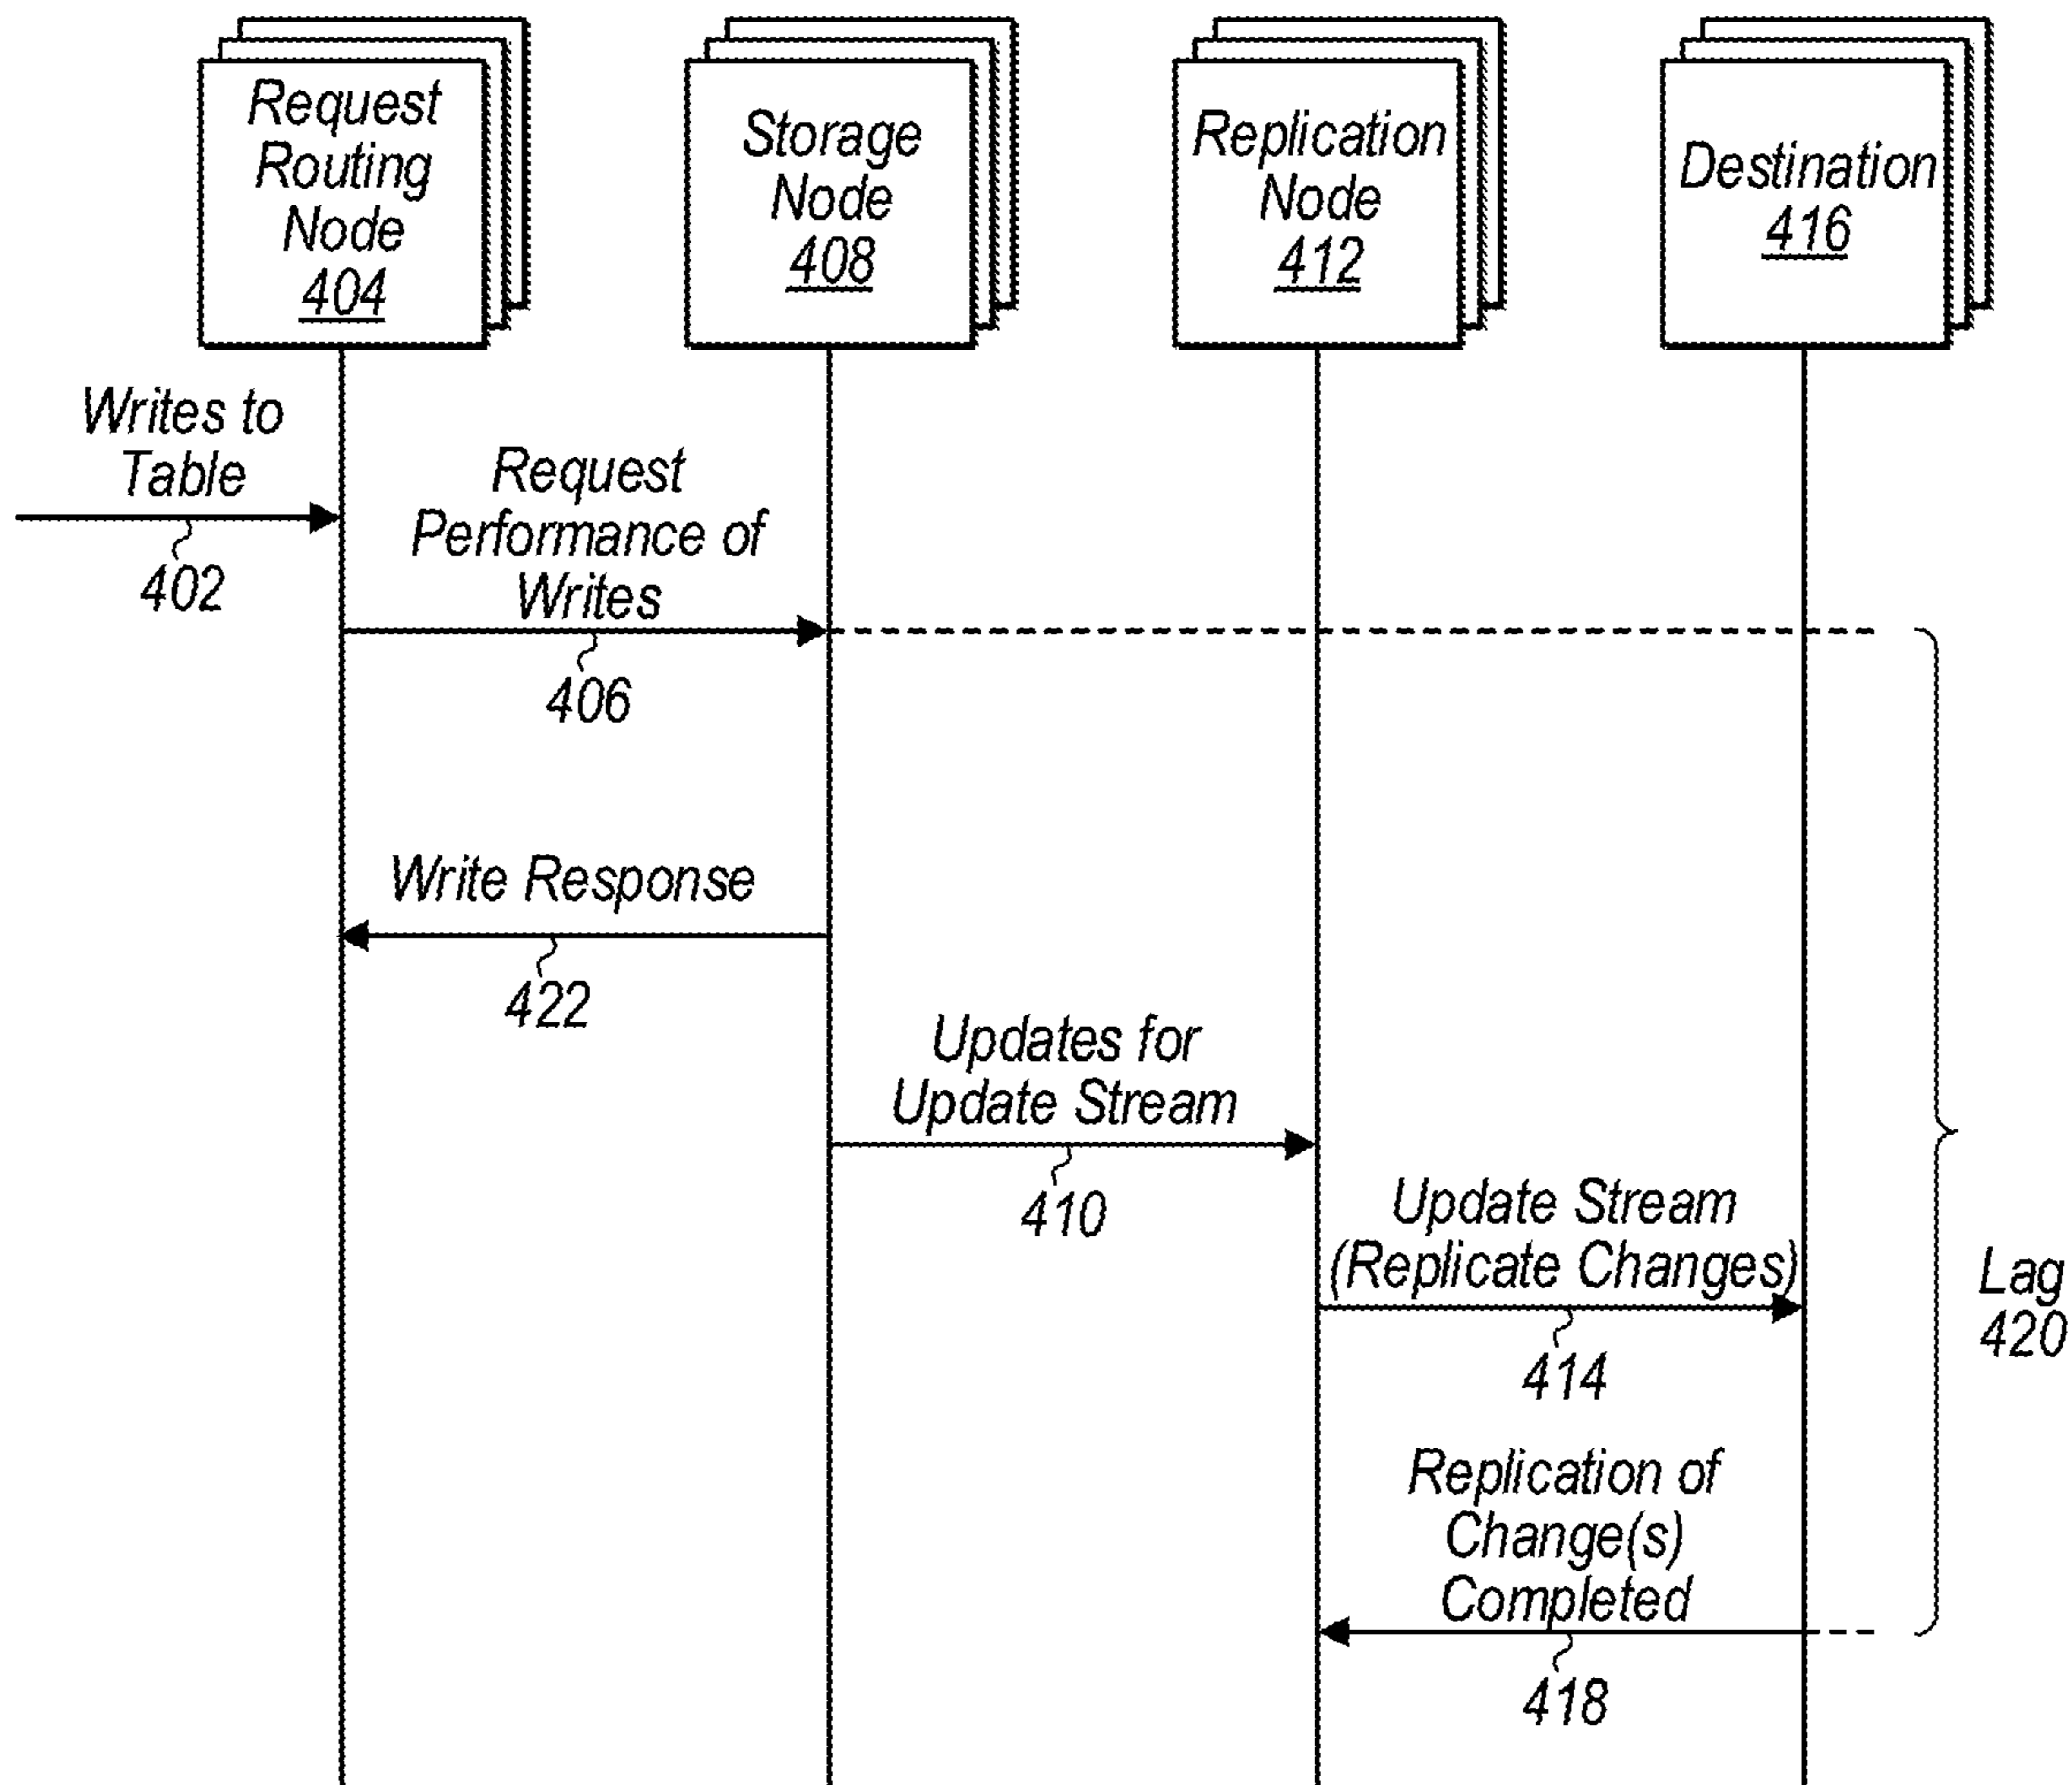 Request
Routing
Node
404
Storage
Node
408
Replication
Node
412
Destination
416
Writes to
Table
402
Request
Performance of
Writes
406
Write Response
422
Updates for
Update Stream
410
Update Stream
(Replicate Changes)
414
Lag
420
Replication of
Change(s)
Completed
418